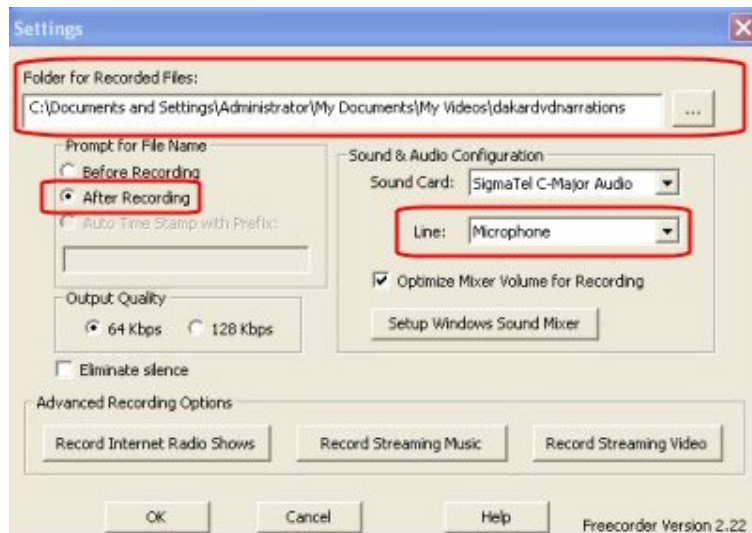 Settings
Folder for Recorded Files:
C:\Documents and Settings\Administrator\My Documents\My Videos\dakardvdnarrations
...
Prompt for File Name
Before Recording
After Recording
Auto Time Stamp with Prefix:
Output Quality
64 Kbps
128 Kbps
Eliminate silence
Sound & Audio Configuration
Sound Card: SigmaTel C-Major Audio
Line: Microphone
Optimize Mixer Volume for Recording
Setup Windows Sound Mixer
Advanced Recording Options
Record Internet Radio Shows
Record Streaming Music
Record Streaming Video
OK
Cancel
Help
Freecorder Version 2.22